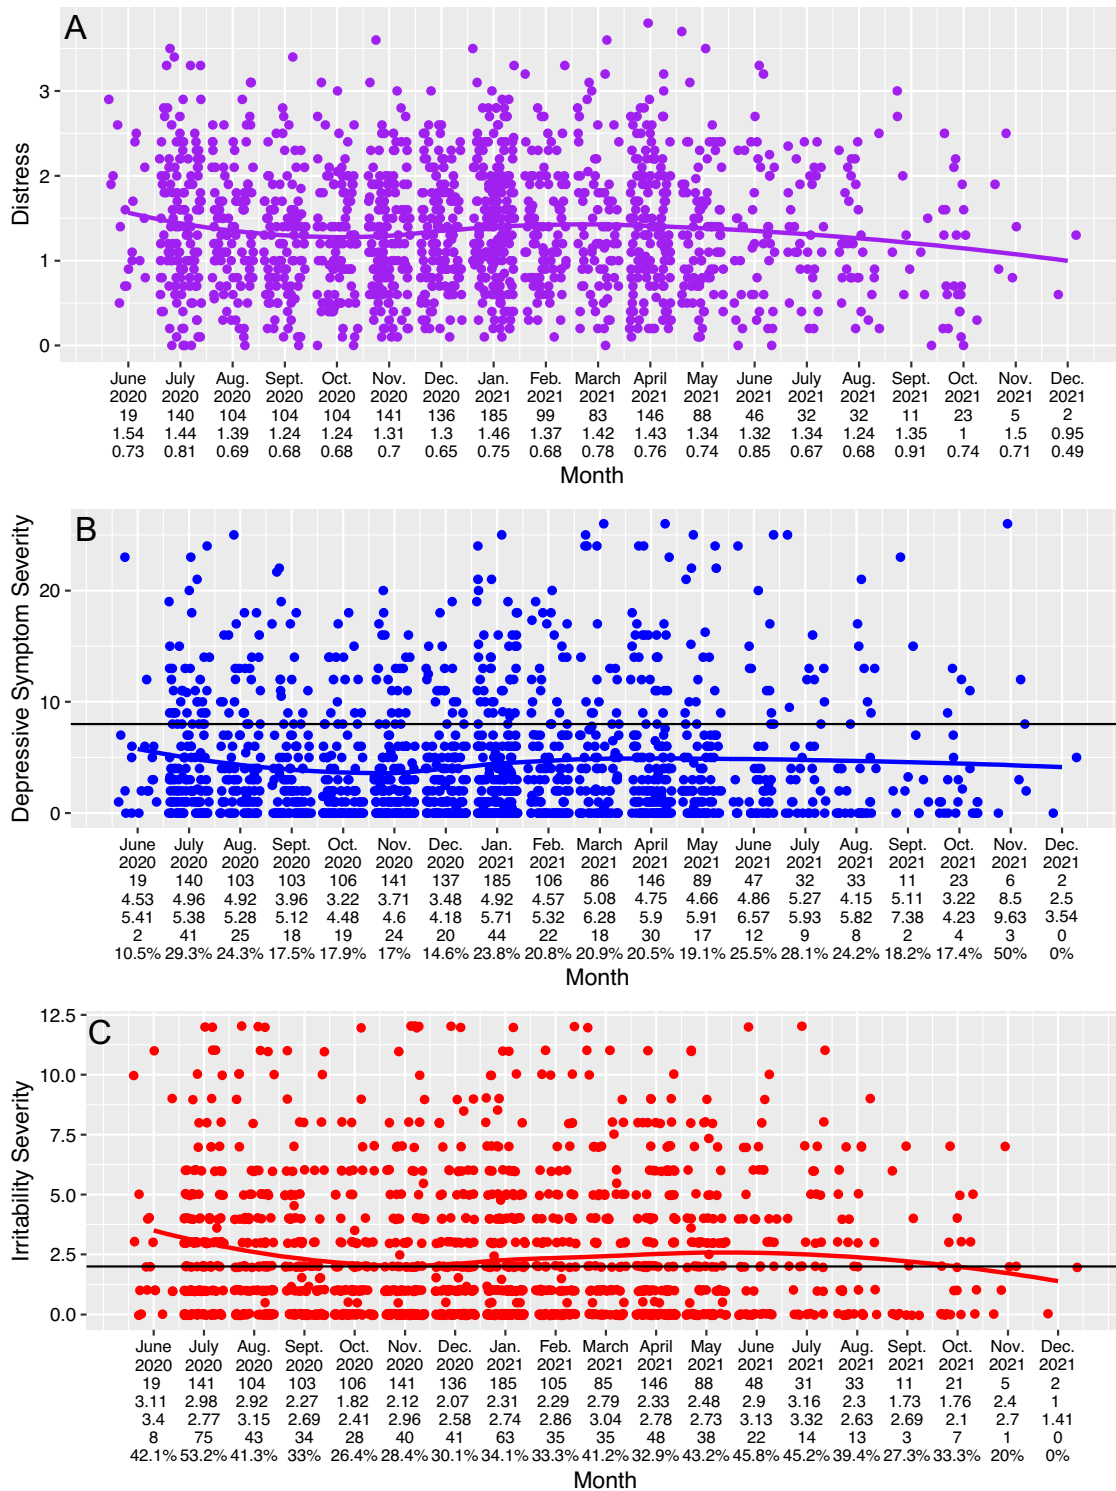 A
Distress
3
2
1
0
June July Aug. Sept. Oct. Nov. Dec. Jan. Feb. March April May June July Aug. Sept. Oct. Nov. Dec.
2020 2020 2020 2020 2020 2020 2020 2021 2021 2021 2021 2021 2021 2021 2021 2021 2021 2021 2021
19 140 104 104 104 141 136 185 99 83 146 88 46 32 32 11 23 5 2
1.54 1.44 1.39 1.24 1.24 1.31 1.3 1.46 1.37 1.42 1.43 1.34 1.32 1.34 1.24 1.35 1 1.5 0.95
0.73 0.81 0.69 0.68 0.68 0.7 0.65 0.75 0.68 0.78 0.76 0.74 0.85 0.67 0.68 0.91 0.74 0.71 0.49
Month
B
Depressive Symptom Severity
20
10
0
June July Aug. Sept. Oct. Nov. Dec. Jan. Feb. March April May June July Aug. Sept. Oct. Nov. Dec.
2020 2020 2020 2020 2020 2020 2020 2021 2021 2021 2021 2021 2021 2021 2021 2021 2021 2021 2021
19 140 103 103 106 141 137 185 106 86 146 89 47 32 33 11 23 6 2
4.53 4.96 4.92 3.96 3.22 3.71 3.48 4.92 4.57 5.08 4.75 4.66 4.86 5.27 4.15 5.11 3.22 8.5 2.5
5.41 5.38 5.28 5.12 4.48 4.6 4.18 5.71 5.32 6.28 5.9 5.91 6.57 5.93 5.82 7.38 4.23 9.63 3.54
2 41 25 18 19 24 20 44 22 18 30 17 12 9 8 2 4 3 0
10.5% 29.3% 24.3% 17.5% 17.9% 17% 14.6% 23.8% 20.8% 20.9% 20.5% 19.1% 25.5% 28.1% 24.2% 18.2% 17.4% 50% 0%
Month
C
Irritability Severity
12.5
10.0
7.5
5.0
2.5
0.0
June July Aug. Sept. Oct. Nov. Dec. Jan. Feb. March April May June July Aug. Sept. Oct. Nov. Dec.
2020 2020 2020 2020 2020 2020 2020 2021 2021 2021 2021 2021 2021 2021 2021 2021 2021 2021 2021
19 141 104 103 106 141 136 185 105 85 146 88 48 31 33 11 21 5 2
3.11 2.98 2.92 2.27 1.82 2.12 2.07 2.31 2.29 2.79 2.33 2.48 2.9 3.16 2.3 1.73 1.76 2.4 1
3.4 2.77 3.15 2.69 2.41 2.96 2.58 2.74 2.86 3.04 2.78 2.73 3.13 3.32 2.63 2.69 2.1 2.7 1.41
8 75 43 34 28 40 41 63 35 35 48 38 22 14 13 3 7 1 0
42.1% 53.2% 41.3% 33% 26.4% 28.4% 30.1% 34.1% 33.3% 41.2% 32.9% 43.2% 45.8% 45.2% 39.4% 27.3% 33.3% 20% 0%
Month